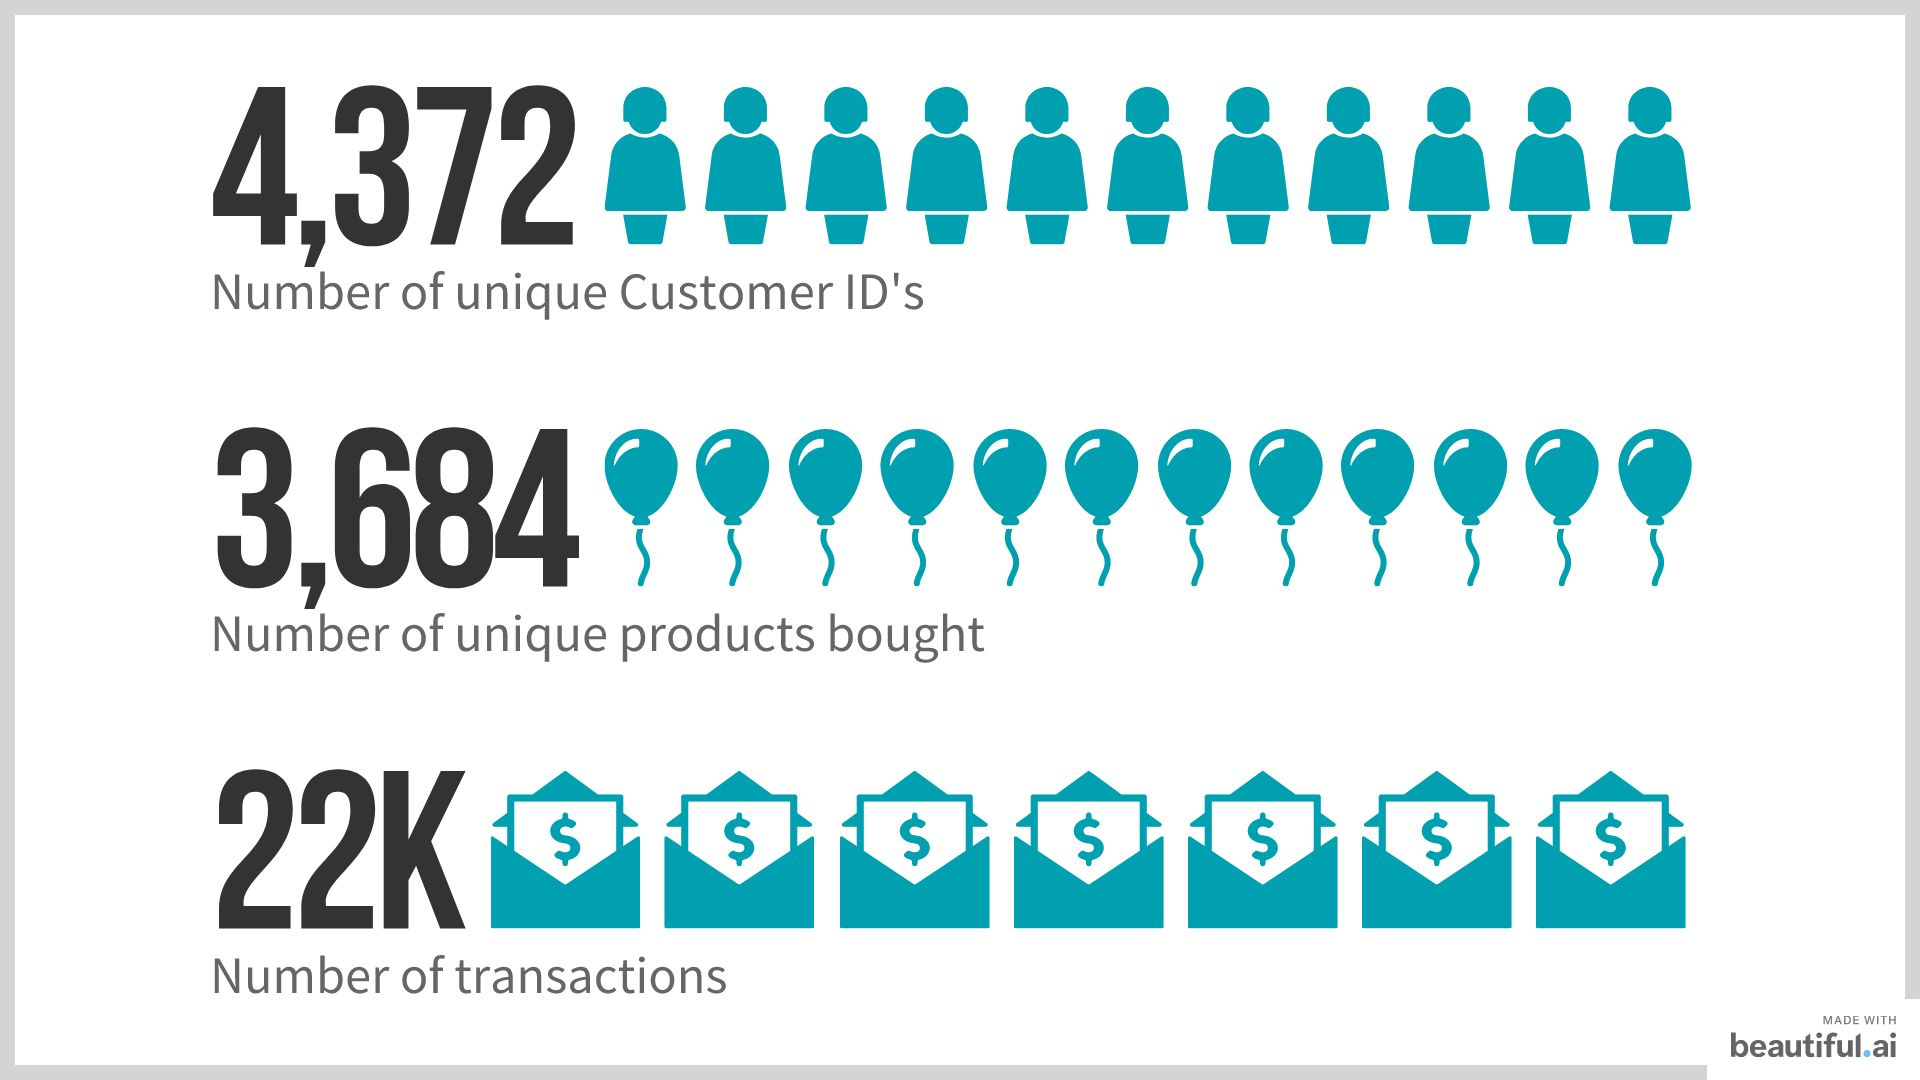 4,372
Number of unique Customer ID's
3,684
Number of unique products bought
22K
$ $ $ $ $ $ $
Number of transactions
MADE WITH
beautiful.ai